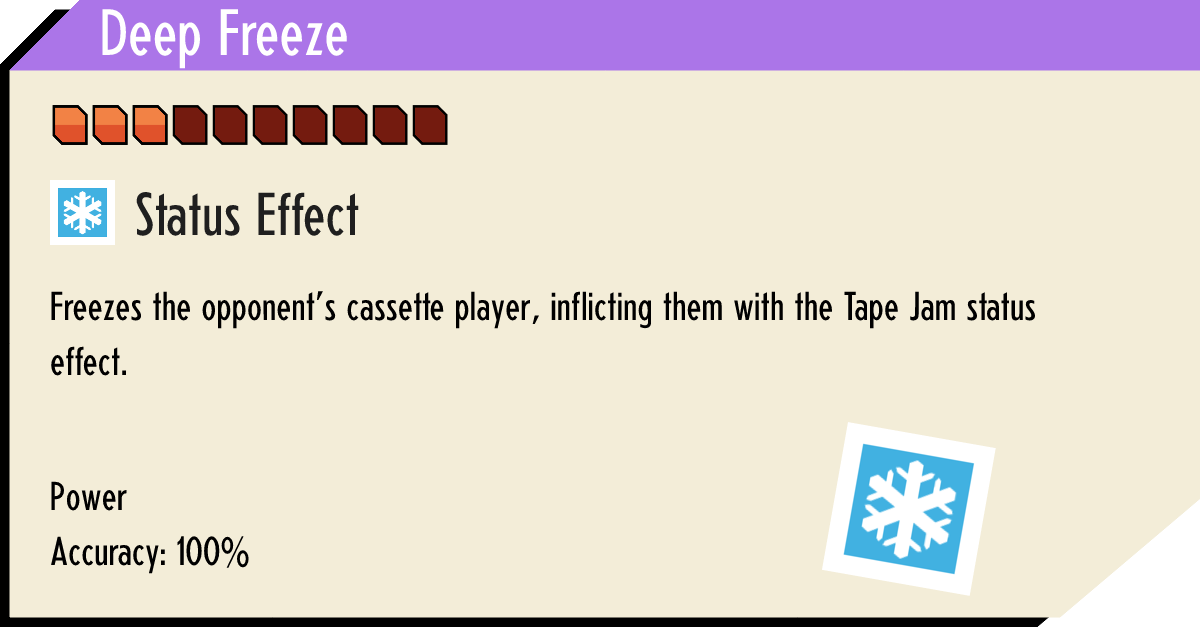 Deep Freeze
Status Effect
Freezes the opponent's cassette player, inflicting them with the Tape Jam status
effect.
Power
Accuracy: 100%